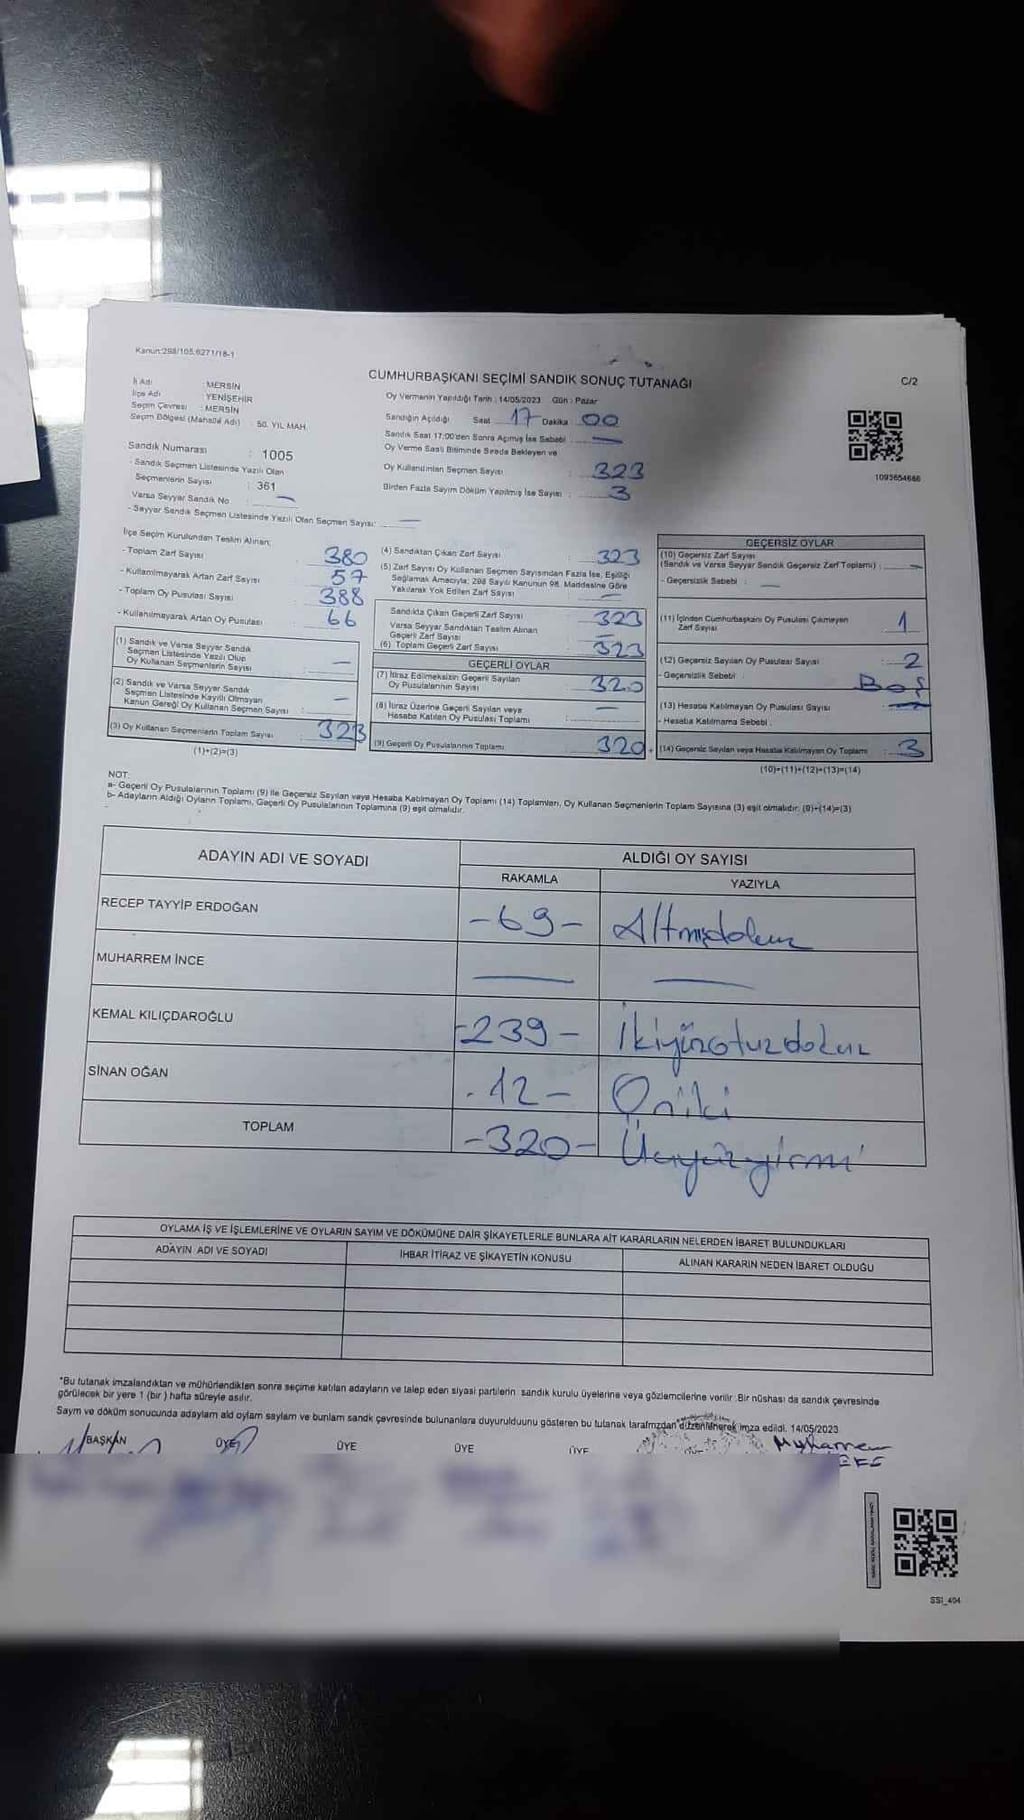 Kanun:298/105,6271/18-1
CUMHURBAŞKANI SEÇİMİ SANDIK SONUÇ TUTANAĞI
C/2
İl Adı : MERSİN
İlçe Adı : YENİŞEHİR
Seçim Çevresi : MERSİN
Seçim Bölgesi (Mahalle Adı) : 50. YIL MAH.
Oy Vermenin Yapıldığı Tarih : 14/05/2023 Gün : Pazar
Sandığın Açıldığı Saat 17 Dakika 00
Sandık Saat 17:00'den Sonra Açılmış İse Sebebi : —
Oy Verme Saati Bitiminde Sırada Bekleyen ve
Oy Kullandırılan Seçmen Sayısı : 323
Birden Fazla Sayım Döküm Yapılmış İse Sayısı : 3
1093654686
Sandık Numarası : 1005
- Sandık Seçmen Listesinde Yazılı Olan
Seçmenlerin Sayısı : 361
Varsa Seyyar Sandık No : —
- Seyyar Sandık Seçmen Listesinde Yazılı Olan Seçmen Sayısı: —
İlçe Seçim Kurulundan Teslim Alınan;
- Toplam Zarf Sayısı 380
- Kullanılmayarak Artan Zarf Sayısı 57
- Toplam Oy Pusulası Sayısı 388
- Kullanılmayarak Artan Oy Pusulası 66
(1) Sandık ve Varsa Seyyar Sandık
Seçmen Listesinde Yazılı Olup
Oy Kullanan Seçmenlerin Sayısı —
(2) Sandık ve Varsa Seyyar Sandık
Seçmen Listesinde Kayıtlı Olmayan
Kanun Gereği Oy Kullanan Seçmen Sayısı : —
(3) Oy Kullanan Seçmenlerin Toplam Sayısı 323
(1)+(2)=(3)
(4) Sandıktan Çıkan Zarf Sayısı : 323
(5) Zarf Sayısı Oy Kullanan Seçmen Sayısından Fazla İse, Eşitliği
Sağlamak Amacıyla; 298 Sayılı Kanunun 98. Maddesine Göre
Yakılarak Yok Edilen Zarf Sayısı : —
Sandıkta Çıkan Geçerli Zarf Sayısı 323
Varsa Seyyar Sandıktan Teslim Alınan
Geçerli Zarf Sayısı —
(6) Toplam Geçerli Zarf Sayısı 323
GEÇERLİ OYLAR
(7) İtiraz Edilmeksizin Geçerli Sayılan
Oy Pusulalarının Sayısı 320
(8) İtiraz Üzerine Geçerli Sayılan veya
Hesaba Katılan Oy Pusulası Toplamı : —
(9) Geçerli Oy Pusulalarının Toplamı 320
GEÇERSİZ OYLAR
(10) Geçersiz Zarf Sayısı
(Sandık ve Varsa Seyyar Sandık Geçersiz Zarf Toplamı) : —
- Geçersizlik Sebebi : —
(11) İçinden Cumhurbaşkanı Oy Pusulası Çıkmayan
Zarf Sayısı 1
(12) Geçersiz Sayılan Oy Pusulası Sayısı : 2
- Geçersizlik Sebebi : BOŞ
(13) Hesaba Katılmayan Oy Pusulası Sayısı —
- Hesaba Katılmama Sebebi :
(14) Geçersiz Sayılan veya Hesaba Katılmayan Oy Toplamı : 3
(10)+(11)+(12)+(13)=(14)
NOT:
a- Geçerli Oy Pusulalarının Toplamı (9) ile Geçersiz Sayılan veya Hesaba Katılmayan Oy Toplamı (14) Toplamları, Oy Kullanan Seçmenlerin Toplam Sayısına (3) eşit olmalıdır. (9)+(14)=(3)
b- Adayların Aldığı Oyların Toplamı, Geçerli Oy Pusulalarının Toplamına (9) eşit olmalıdır.
ADAYIN ADI VE SOYADI ALDIĞI OY SAYISI
RAKAMLA YAZIYLA
RECEP TAYYİP ERDOĞAN -69- Altmışdokuz
MUHARREM İNCE — —
KEMAL KILIÇDAROĞLU -239- İkiyüzotuzdokuz
SİNAN OĞAN -12- Oniki
TOPLAM -320- Üçyüzyirmi
OYLAMA İŞ VE İŞLEMLERİNE VE OYLARIN SAYIM VE DÖKÜMÜNE DAİR ŞİKAYETLERLE BUNLARA AİT KARARLARIN NELERDEN İBARET BULUNDUKLARI
ADAYIN ADI VE SOYADI İHBAR İTİRAZ VE ŞİKAYETİN KONUSU ALINAN KARARIN NEDEN İBARET OLDUĞU
*Bu tutanak imzalandıktan ve mühürlendikten sonra seçime katılan adayların ve talep eden siyasi partilerin sandık kurulu üyelerine veya gözlemcilerine verilir. Bir nüshası da sandık çevresinde
görülecek bir yere 1 (bir) hafta süreyle asılır.
Sayım ve döküm sonucunda adayların ald oyların sayları ve bunların sandk çevresinde bulunanlara duyurulduunu gösteren bu tutanak tarafmzdan düzenlenerek imza edildi. 14/05/2023
BAŞKAN ÜYE ÜYE ÜYE ÜYE Muharrem
EFE
SSI_404